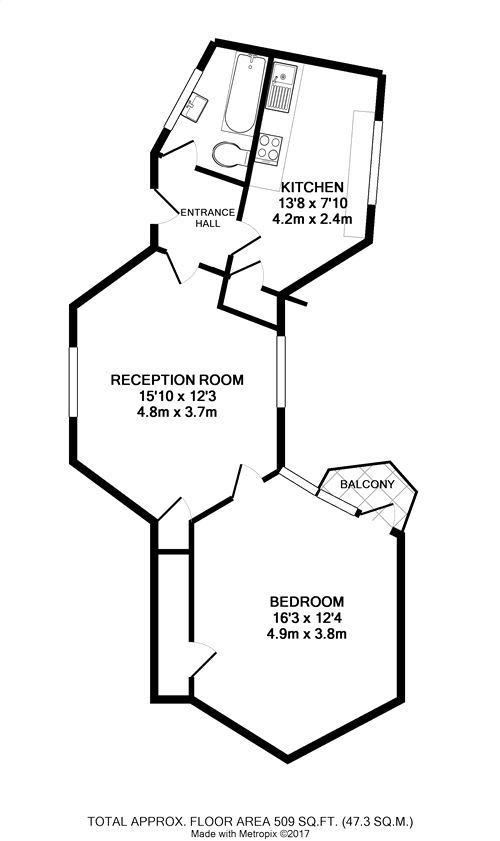 KITCHEN
13'8 x 7'10
4.2m x 2.4m
ENTRANCE
HALL
RECEPTION ROOM
15'10 x 12'3
4.8m x 3.7m
BALCONY
BEDROOM
16'3 x 12'4
4.9m x 3.8m
TOTAL APPROX. FLOOR AREA 509 SQ.FT. (47.3 SQ.M.)
Made with Metropix ©2017